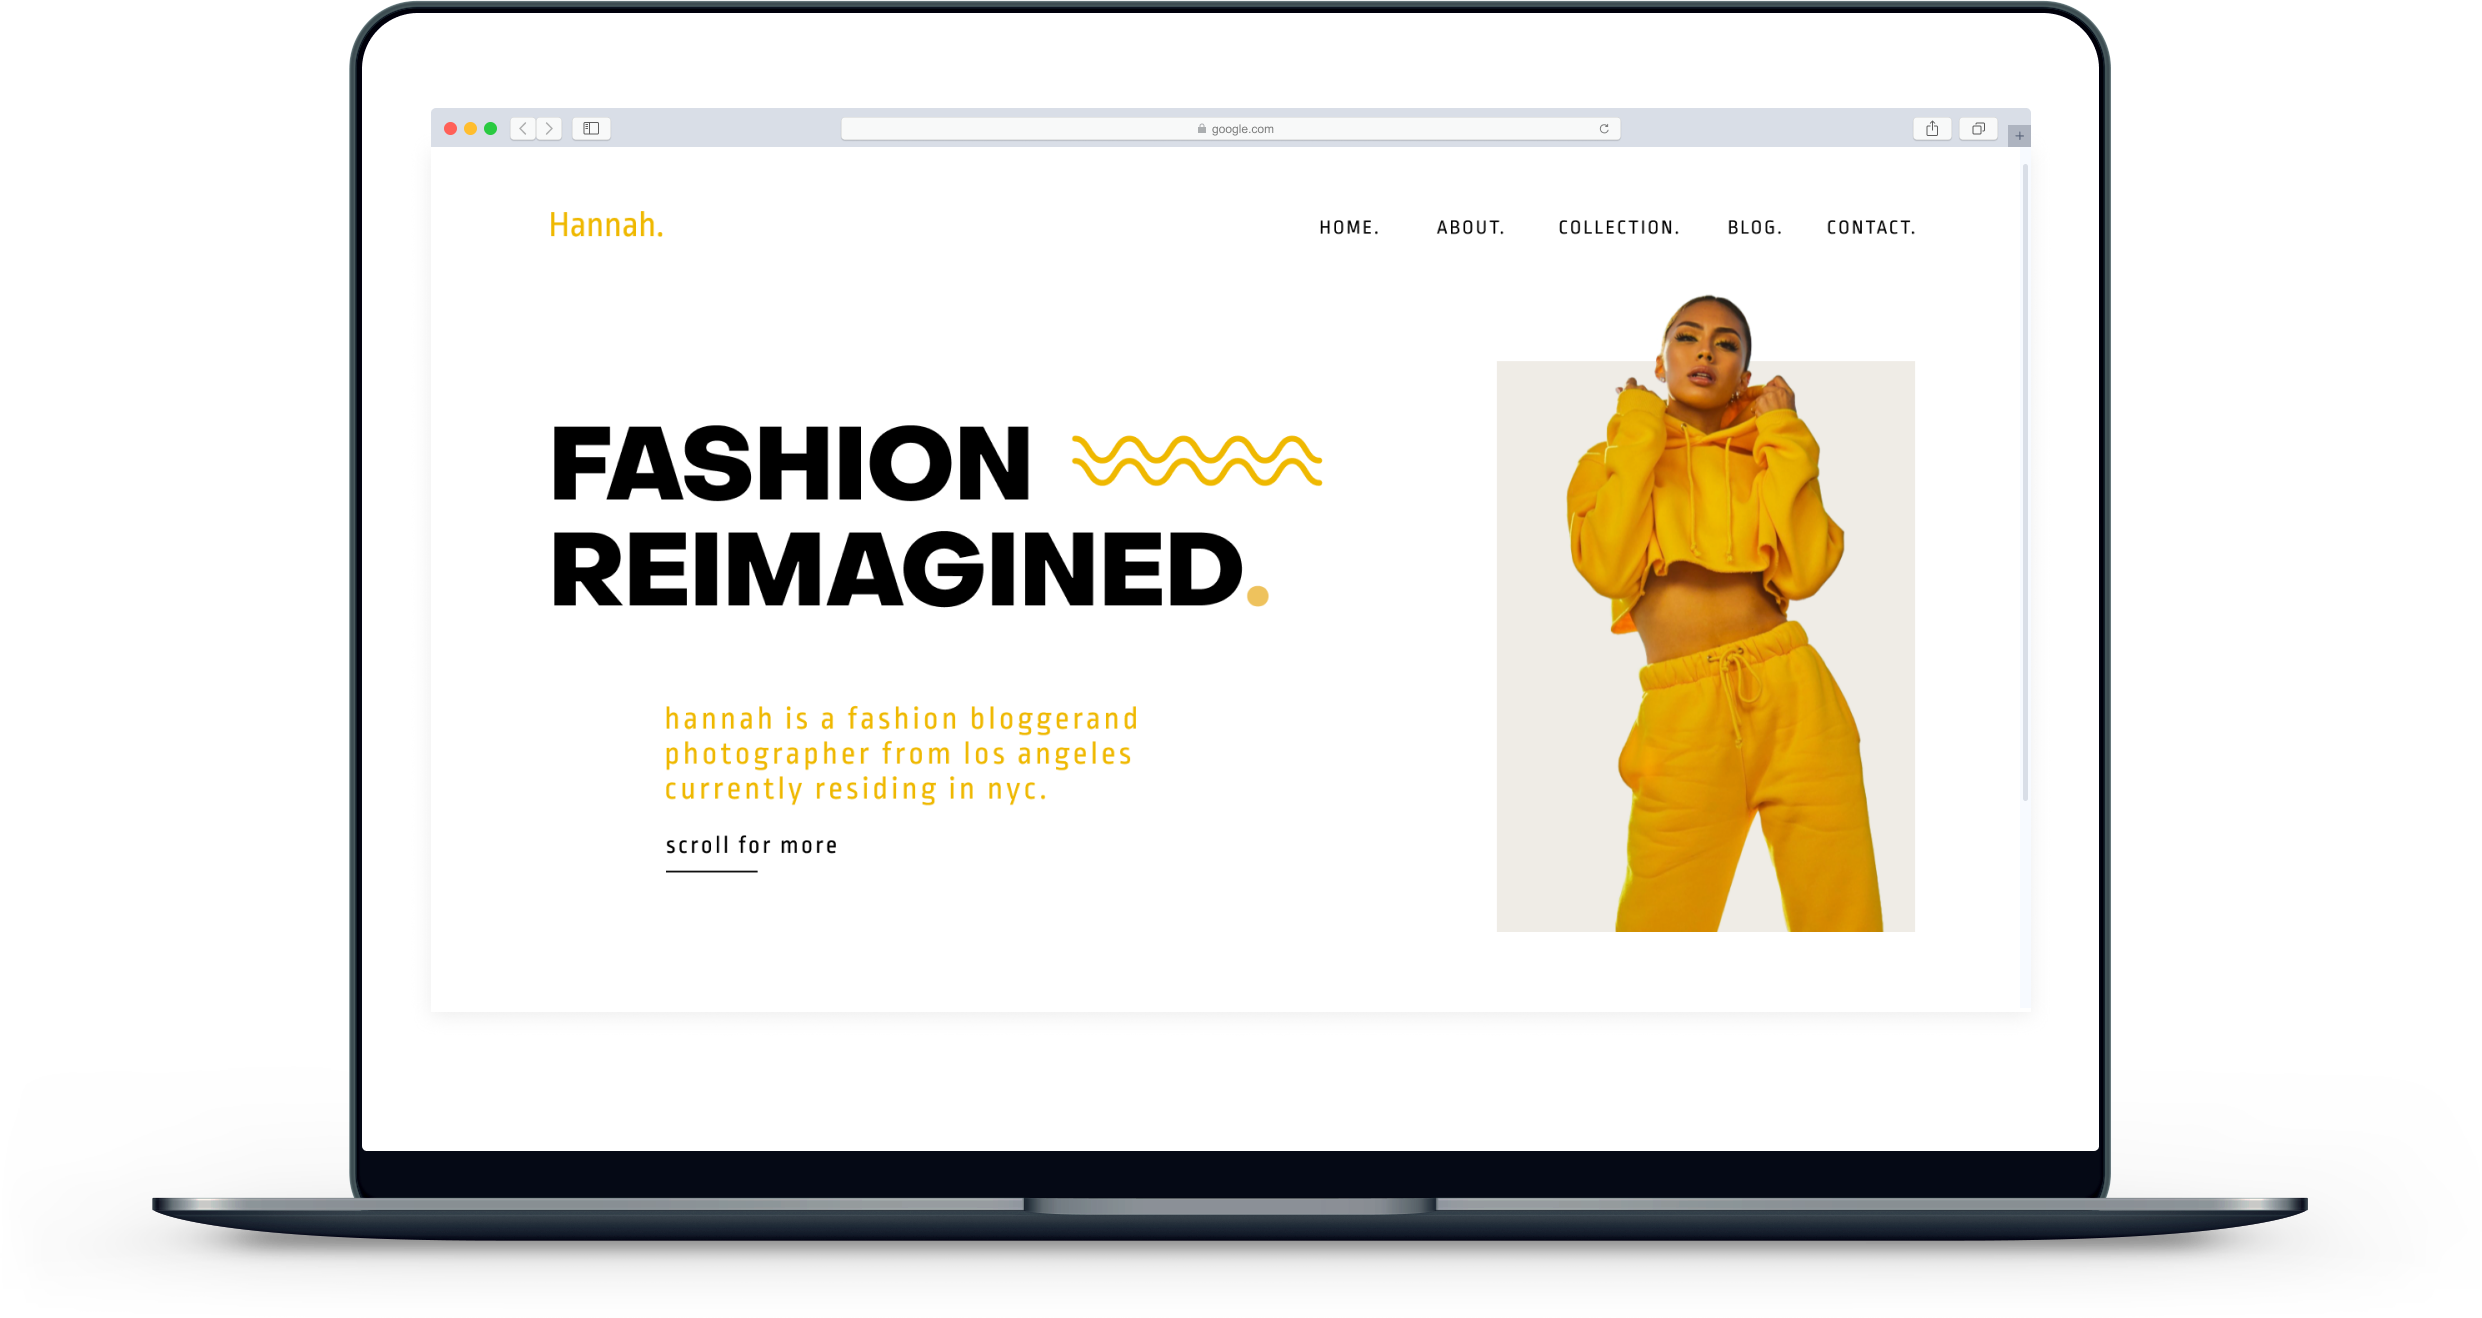 google.com
Hannah.
HOME. ABOUT. COLLECTION. BLOG. CONTACT.
FASHION
REIMAGINED.
hannah is a fashion bloggerand
photographer from los angeles
currently residing in nyc.
scroll for more